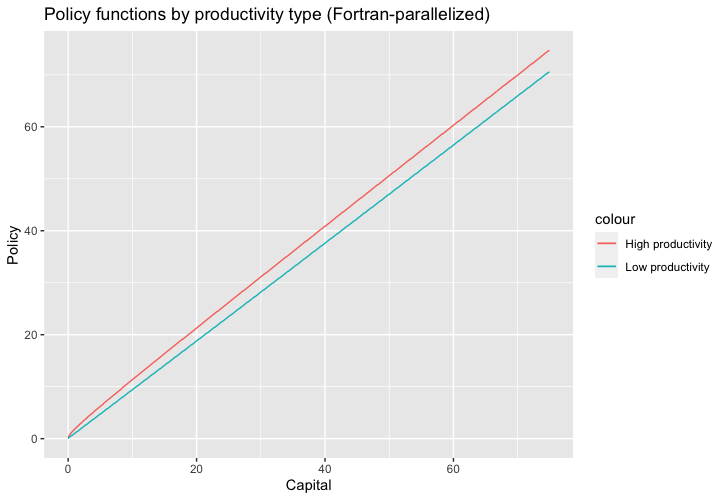 Policy functions by productivity type (Fortran-parallelized)
60
40
20
0
Policy
0 20 40 60
Capital
colour
High productivity
Low productivity